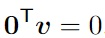 𝟎ᵀ𝒗 = 0